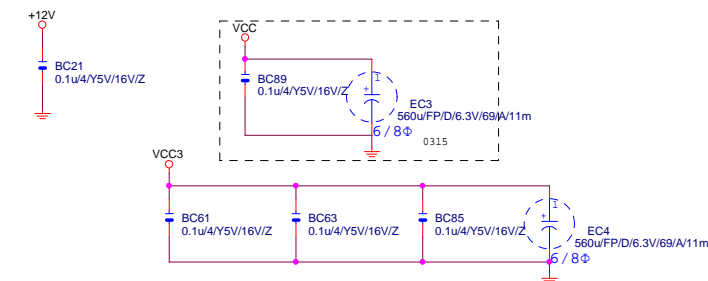 +12V
BC21
0.1u/4/Y5V/16V/Z
VCC
BC89
0.1u/4/Y5V/16V/Z
1
+
EC3
560u/FP/D/6.3V/69/A/11m
6/8Φ
0315
VCC3
BC61
0.1u/4/Y5V/16V/Z
BC63
0.1u/4/Y5V/16V/Z
BC85
0.1u/4/Y5V/16V/Z
1
+
EC4
560u/FP/D/6.3V/69/A/11m
6/8Φ